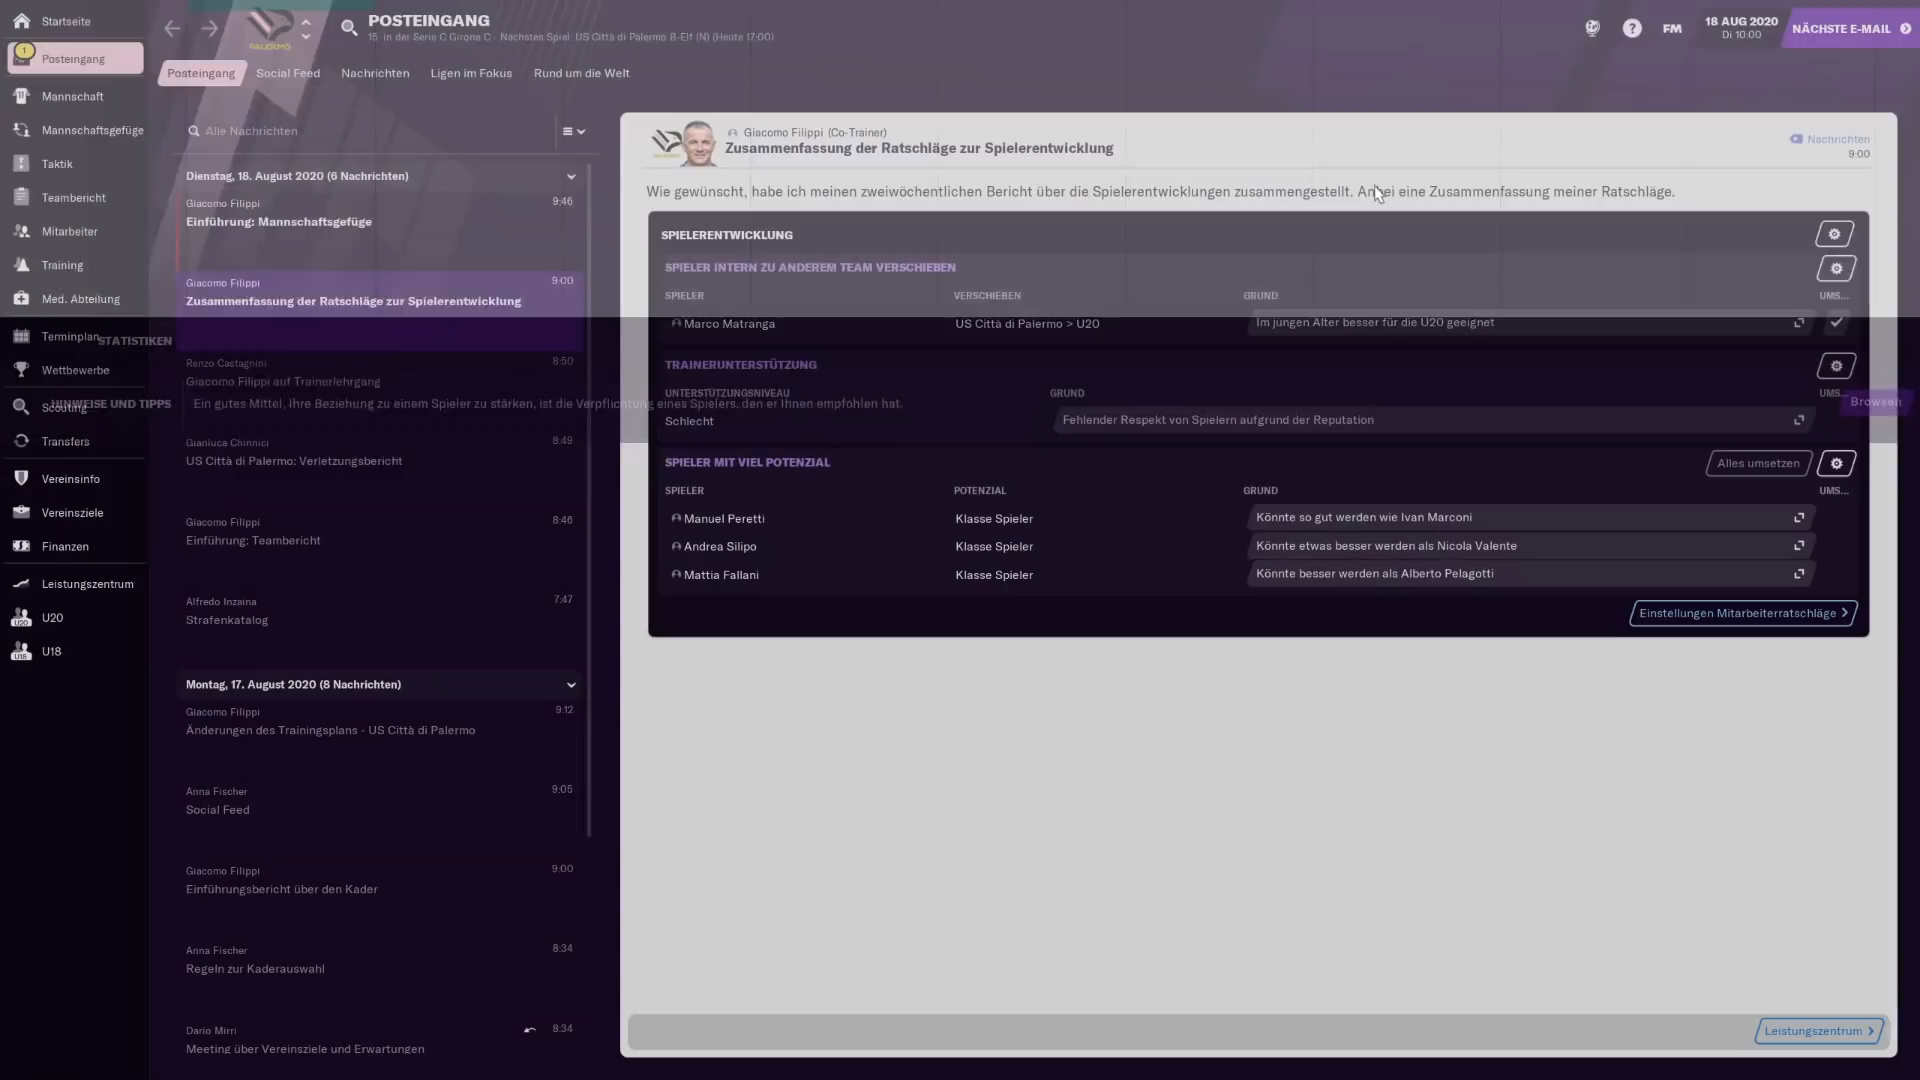 Startseite
1
Posteingang
Mannschaft
Mannschaftsgefüge
Taktik
Teambericht
Mitarbeiter
Training
Med. Abteilung
Terminplan
Wettbewerbe
Scouting
Transfers
Vereinsinfo
Vereinsziele
Finanzen
Leistungszentrum
U20
U18
STATISTIKEN
HINWEISE UND TIPPS
Ein gutes Mittel, Ihre Beziehung zu einem Spieler zu stärken, ist die Verpflichtung eines Spielers, den er Ihnen empfohlen hat.
PALERMO
POSTEINGANG
15. in der Serie C Girone C - Nächstes Spiel: US Città di Palermo B-Elf (N) (Heute 17:00)
FM
18 AUG 2020
Di 10:00
NÄCHSTE E-MAIL
Posteingang
Social Feed
Nachrichten
Ligen im Fokus
Rund um die Welt
Alle Nachrichten
Dienstag, 18. August 2020 (6 Nachrichten)
Giacomo Filippi 9:46
Einführung: Mannschaftsgefüge
Giacomo Filippi 9:00
Zusammenfassung der Ratschläge zur Spielerentwicklung
Renzo Castagnini 8:50
Giacomo Filippi auf Trainerlehrgang
Gianluca Chinnici 8:49
US Città di Palermo: Verletzungsbericht
Giacomo Filippi 8:46
Einführung: Teambericht
Alfredo Inzaina 7:47
Strafenkatalog
Montag, 17. August 2020 (8 Nachrichten)
Giacomo Filippi 9:12
Änderungen des Trainingsplans - US Città di Palermo
Anna Fischer 9:05
Social Feed
Giacomo Filippi 9:00
Einführungsbericht über den Kader
Anna Fischer 8:34
Regeln zur Kaderauswahl
Dario Mirri 8:34
Meeting über Vereinsziele und Erwartungen
Giacomo Filippi (Co-Trainer)
Zusammenfassung der Ratschläge zur Spielerentwicklung
Nachrichten
9:00
Wie gewünscht, habe ich meinen zweiwöchentlichen Bericht über die Spielerentwicklungen zusammengestellt. Anbei eine Zusammenfassung meiner Ratschläge.
SPIELERENTWICKLUNG
SPIELER INTERN ZU ANDEREM TEAM VERSCHIEBEN
SPIELER VERSCHIEBEN GRUND UMS...
Marco Matranga US Città di Palermo > U20 Im jungen Alter besser für die U20 geeignet
TRAINERUNTERSTÜTZUNG
UNTERSTÜTZUNGSNIVEAU GRUND UMS...
Schlecht Fehlender Respekt von Spielern aufgrund der Reputation
SPIELER MIT VIEL POTENZIAL Alles umsetzen
SPIELER POTENZIAL GRUND UMS...
Manuel Peretti Klasse Spieler Könnte so gut werden wie Ivan Marconi
Andrea Silipo Klasse Spieler Könnte etwas besser werden als Nicola Valente
Mattia Fallani Klasse Spieler Könnte besser werden als Alberto Pelagotti
Einstellungen Mitarbeiterratschläge
Leistungszentrum